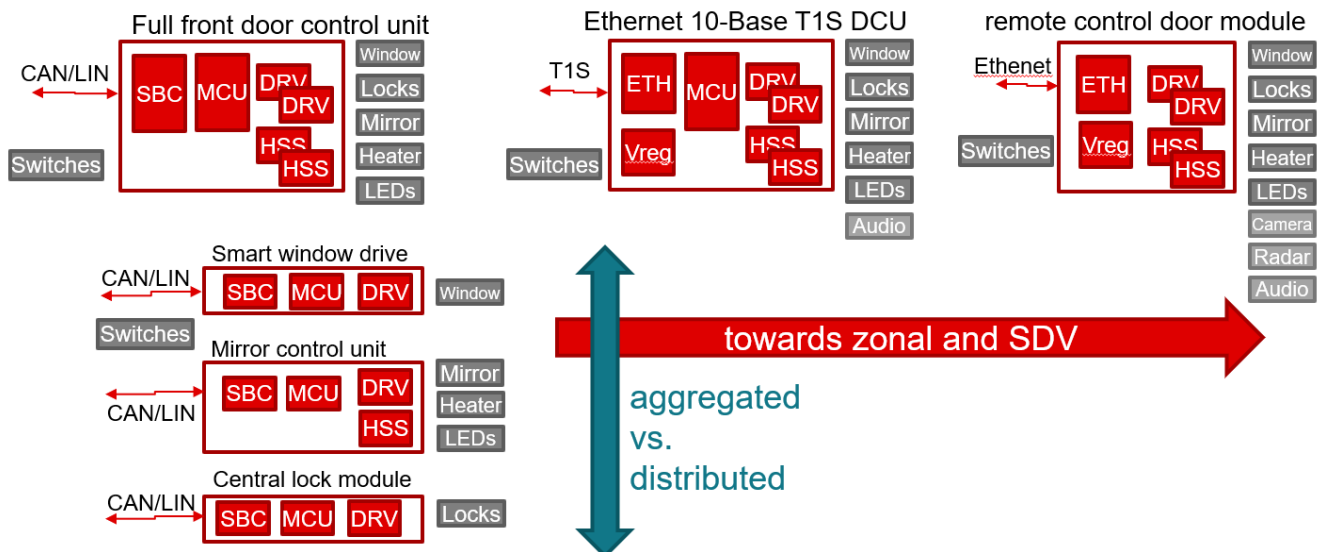 Full front door control unit
CAN/LIN
SBC
MCU
DRV
DRV
HSS
HSS
Switches
Window
Locks
Mirror
Heater
LEDs
Ethernet 10-Base T1S DCU
T1S
ETH
MCU
DRV
DRV
Vreg
HSS
HSS
Switches
Window
Locks
Mirror
Heater
LEDs
Audio
remote control door module
Ethenet
ETH
DRV
DRV
Vreg
HSS
HSS
Switches
Window
Locks
Mirror
Heater
LEDs
Camera
Radar
Audio
Smart window drive
CAN/LIN
SBC
MCU
DRV
Window
Switches
Mirror control unit
CAN/LIN
SBC
MCU
DRV
HSS
Mirror
Heater
LEDs
Central lock module
CAN/LIN
SBC
MCU
DRV
Locks
towards zonal and SDV
aggregated
vs.
distributed